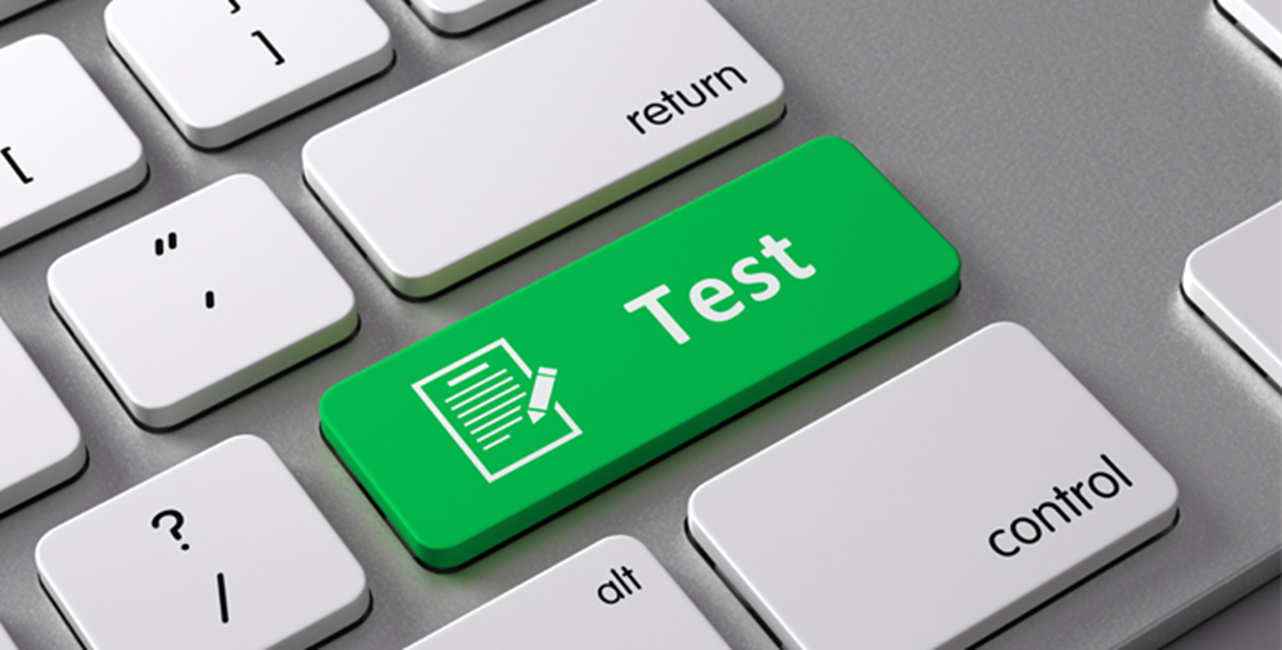 ]
return
[
"
'
Test
?
/
control
alt